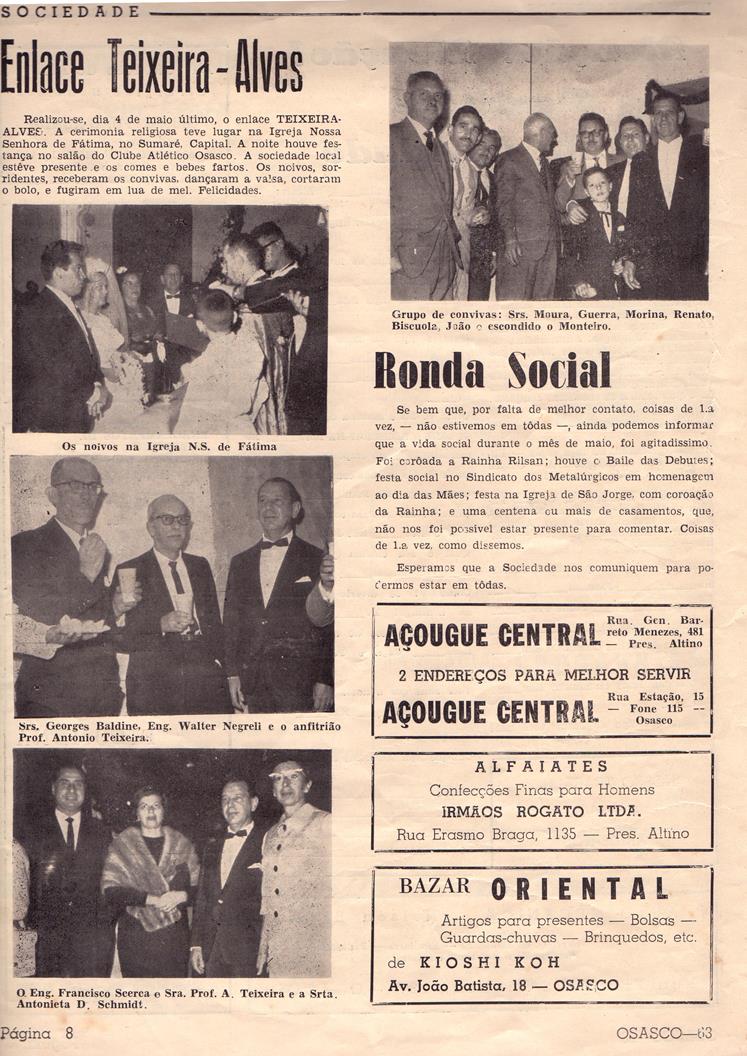 SOCIEDADE
Enlace Teixeira-Alves
Realizou-se, dia 4 de maio último, o enlace TEIXEIRA-
ALVES. A cerimonia religiosa teve lugar na Igreja Nossa
Senhora de Fátima, no Sumaré, Capital. A noite houve fes-
tança no salão do Clube Atlético Osasco. A sociedade local
estêve presente e os comes e bebes fartos. Os noivos, sor-
ridentes, receberam os convivas, dançaram a valsa, cortaram
o bolo, e fugiram em lua de mel. Felicidades.
Os noivos na Igreja N.S. de Fátima
Srs. Georges Baldine, Eng. Walter Negreli e o anfitrião
Prof. Antonio Teixeira.
O Eng. Francisco Scerca e Sra. Prof. A. Teixeira e a Srta.
Antonieta D. Schmidt.
Grupo de convivas: Srs. Moura, Guerra, Morina, Renato,
Biscuola, João e escondido o Monteiro.
Ronda Social
Se bem que, por falta de melhor contato, coisas de 1.a
vez, — não estivemos em tôdas —, ainda podemos informar
que a vida social durante o mês de maio, foi agitadissimo.
Foi corôada a Rainha Rilsan; houve o Baile das Debutes;
festa social no Sindicato dos Metalúrgicos em homenagem
ao dia das Mães; festa na Igreja de São Jorge, com coroação
da Rainha; e uma centena ou mais de casamentos, que,
não nos foi possivel estar presente para comentar. Coisas
de 1.a vez, como dissemos.
Esperamos que a Sociedade nos comuniquem para po-
dermos estar em tôdas.
AÇOUGUE CENTRAL
Rua. Gen. Bar-
reto Menezes, 481
— Pres. Altino
2 ENDEREÇOS PARA MELHOR SERVIR
AÇOUGUE CENTRAL
Rua Estação, 15
— Fone 115 --
Osasco
ALFAIATES
Confecções Finas para Homens
IRMÃOS ROGATO LTDA.
Rua Erasmo Braga, 1135 — Pres. Altino
BAZAR ORIENTAL
Artigos para presentes — Bolsas —
Guardas-chuvas — Brinquedos, etc.
de KIOSHI KOH
Av. João Batista, 18 — OSASCO
Página 8
OSASCO—63